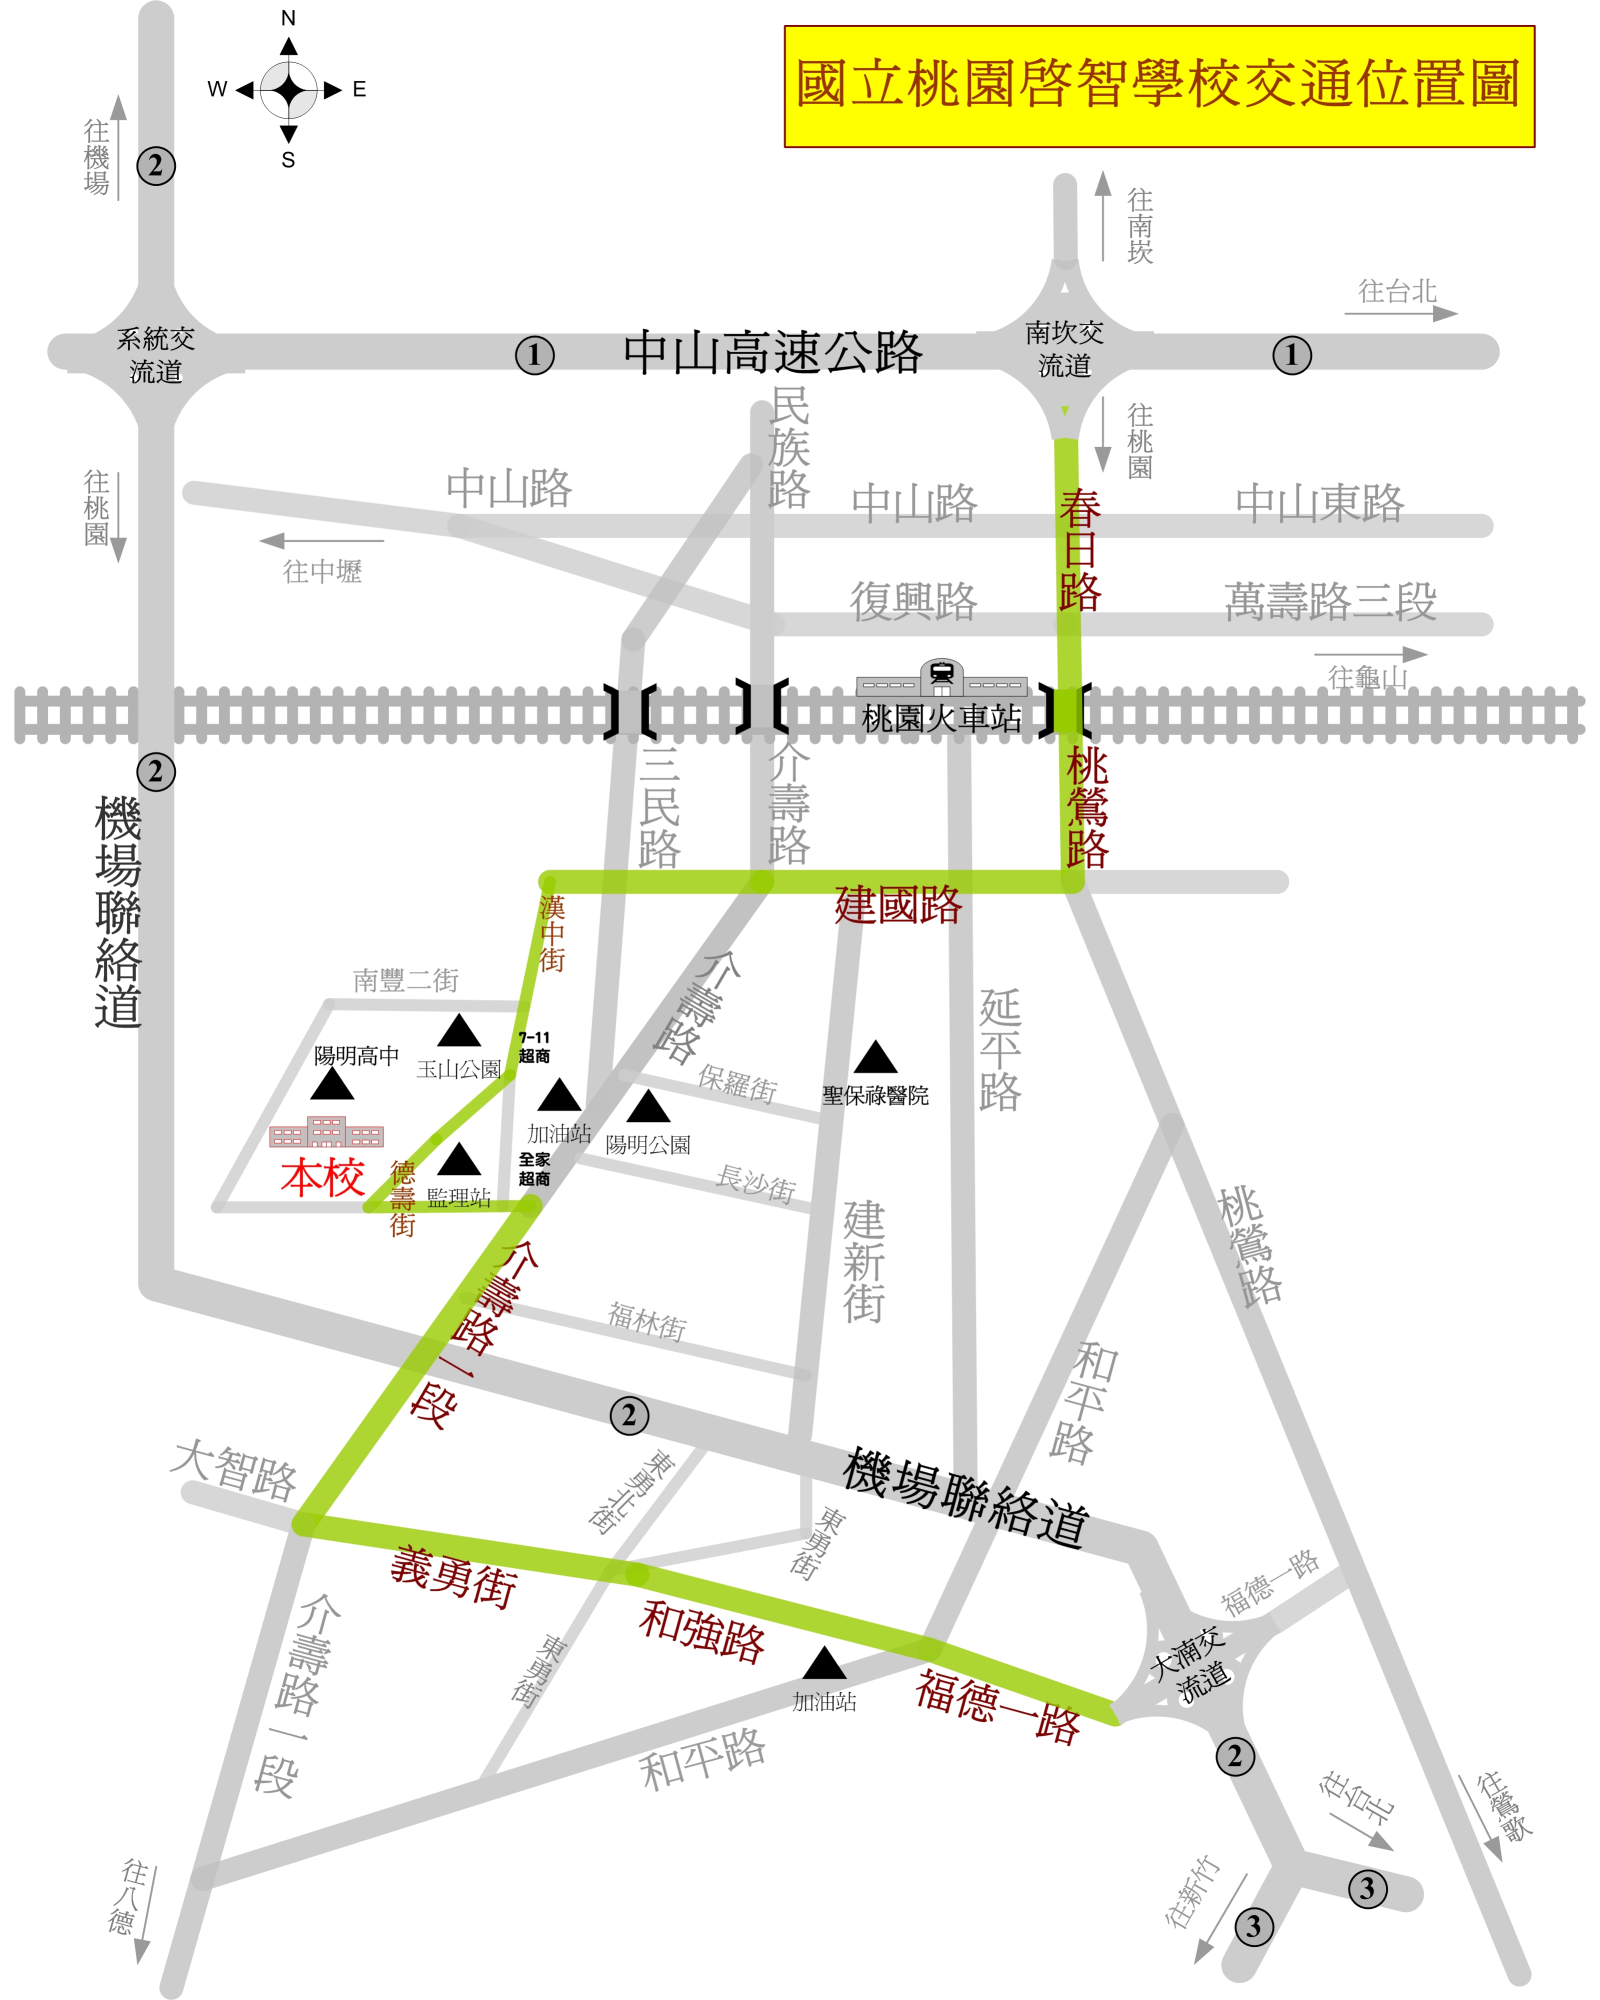 N
W
E
S
國立桃園啓智學校交通位置圖
往機場
2
往南崁
往台北
系統交
流道
1
中山高速公路
南坎交
流道
1
民族路
往桃園
往桃園
中山路
中山路
春日路
中山東路
往中壢
復興路
萬壽路三段
往龜山
桃園火車站
2
機場聯絡道
三民路
介壽路
桃鶯路
建國路
漢中街
南豐二街
介壽路
延平路
7-11
超商
陽明高中
玉山公園
保羅街
聖保祿醫院
加油站
陽明公園
全家
超商
本校
德壽街
監理站
長沙街
建新街
桃鶯路
介壽路一段
福林街
和平路
2
大智路
東勇北街
機場聯絡道
東勇街
義勇街
福德一路
和強路
介壽路一段
東勇街
大湳交
流道
加油站
福德一路
和平路
2
往台北
往鶯歌
往新竹
往八德
3
3